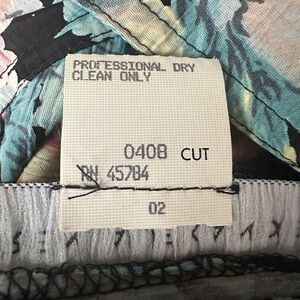 PROFESSIONAL DRY
CLEAN ONLY
0408 CUT
RN 45784
02